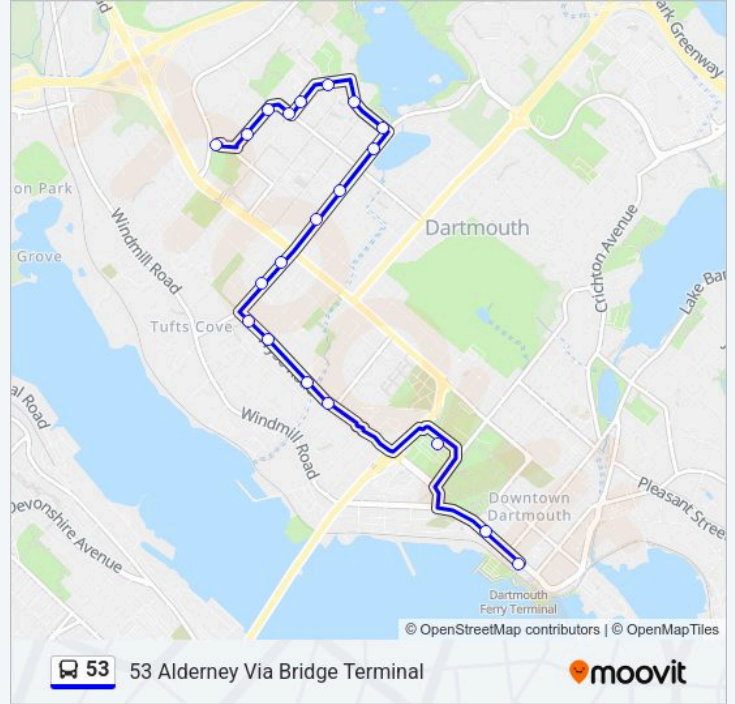 ark Greenway
on Park
Windmill Road
Grove
Dartmouth
Crichton Avenue
Lake Ba
Tufts Cove
al Road
Windmill Road
Devonshire Avenue
Downtown
Dartmouth
Pleasant Stree
Dartmouth
Ferry Terminal
© OpenStreetMap contributors | © OpenMapTiles
53
53 Alderney Via Bridge Terminal
moovit